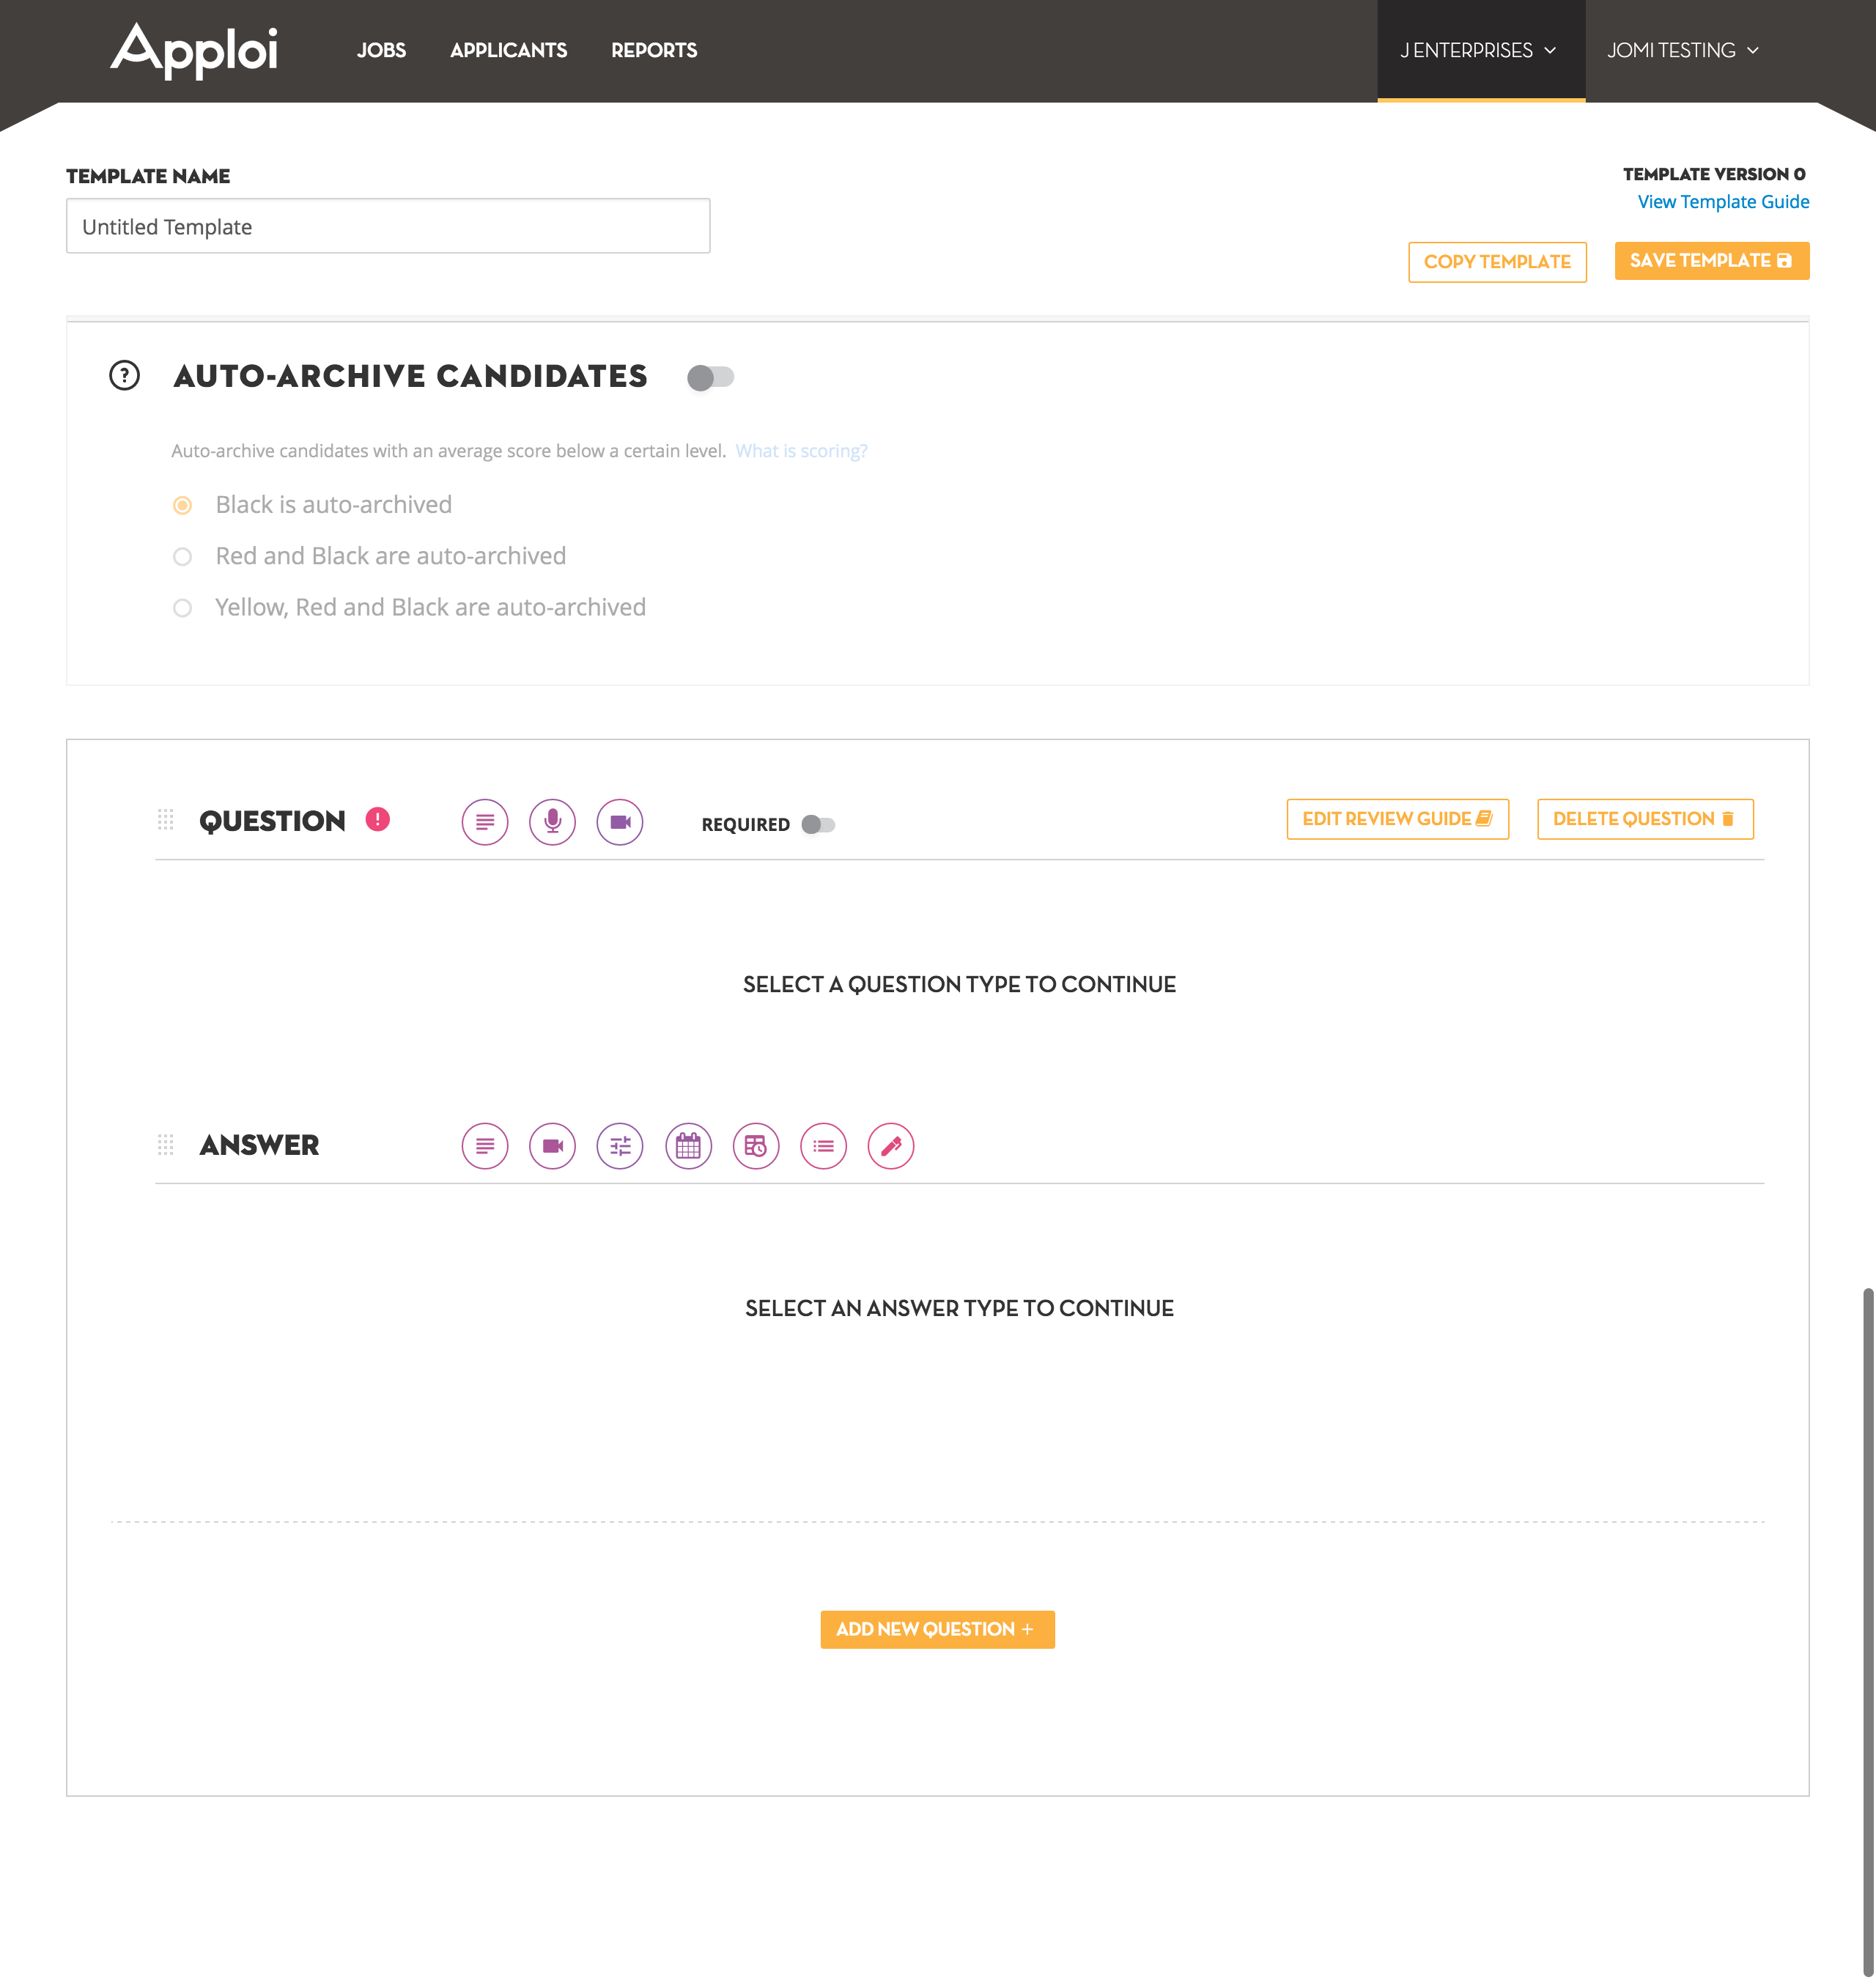 Apploi
JOBS
APPLICANTS
REPORTS
J ENTERPRISES
JOMI TESTING
TEMPLATE NAME
Untitled Template
TEMPLATE VERSION 0
View Template Guide
COPY TEMPLATE
SAVE TEMPLATE
? AUTO-ARCHIVE CANDIDATES
Auto-archive candidates with an average score below a certain level. What is scoring?
Black is auto-archived
Red and Black are auto-archived
Yellow, Red and Black are auto-archived
QUESTION !
REQUIRED
EDIT REVIEW GUIDE
DELETE QUESTION
SELECT A QUESTION TYPE TO CONTINUE
ANSWER
SELECT AN ANSWER TYPE TO CONTINUE
ADD NEW QUESTION +